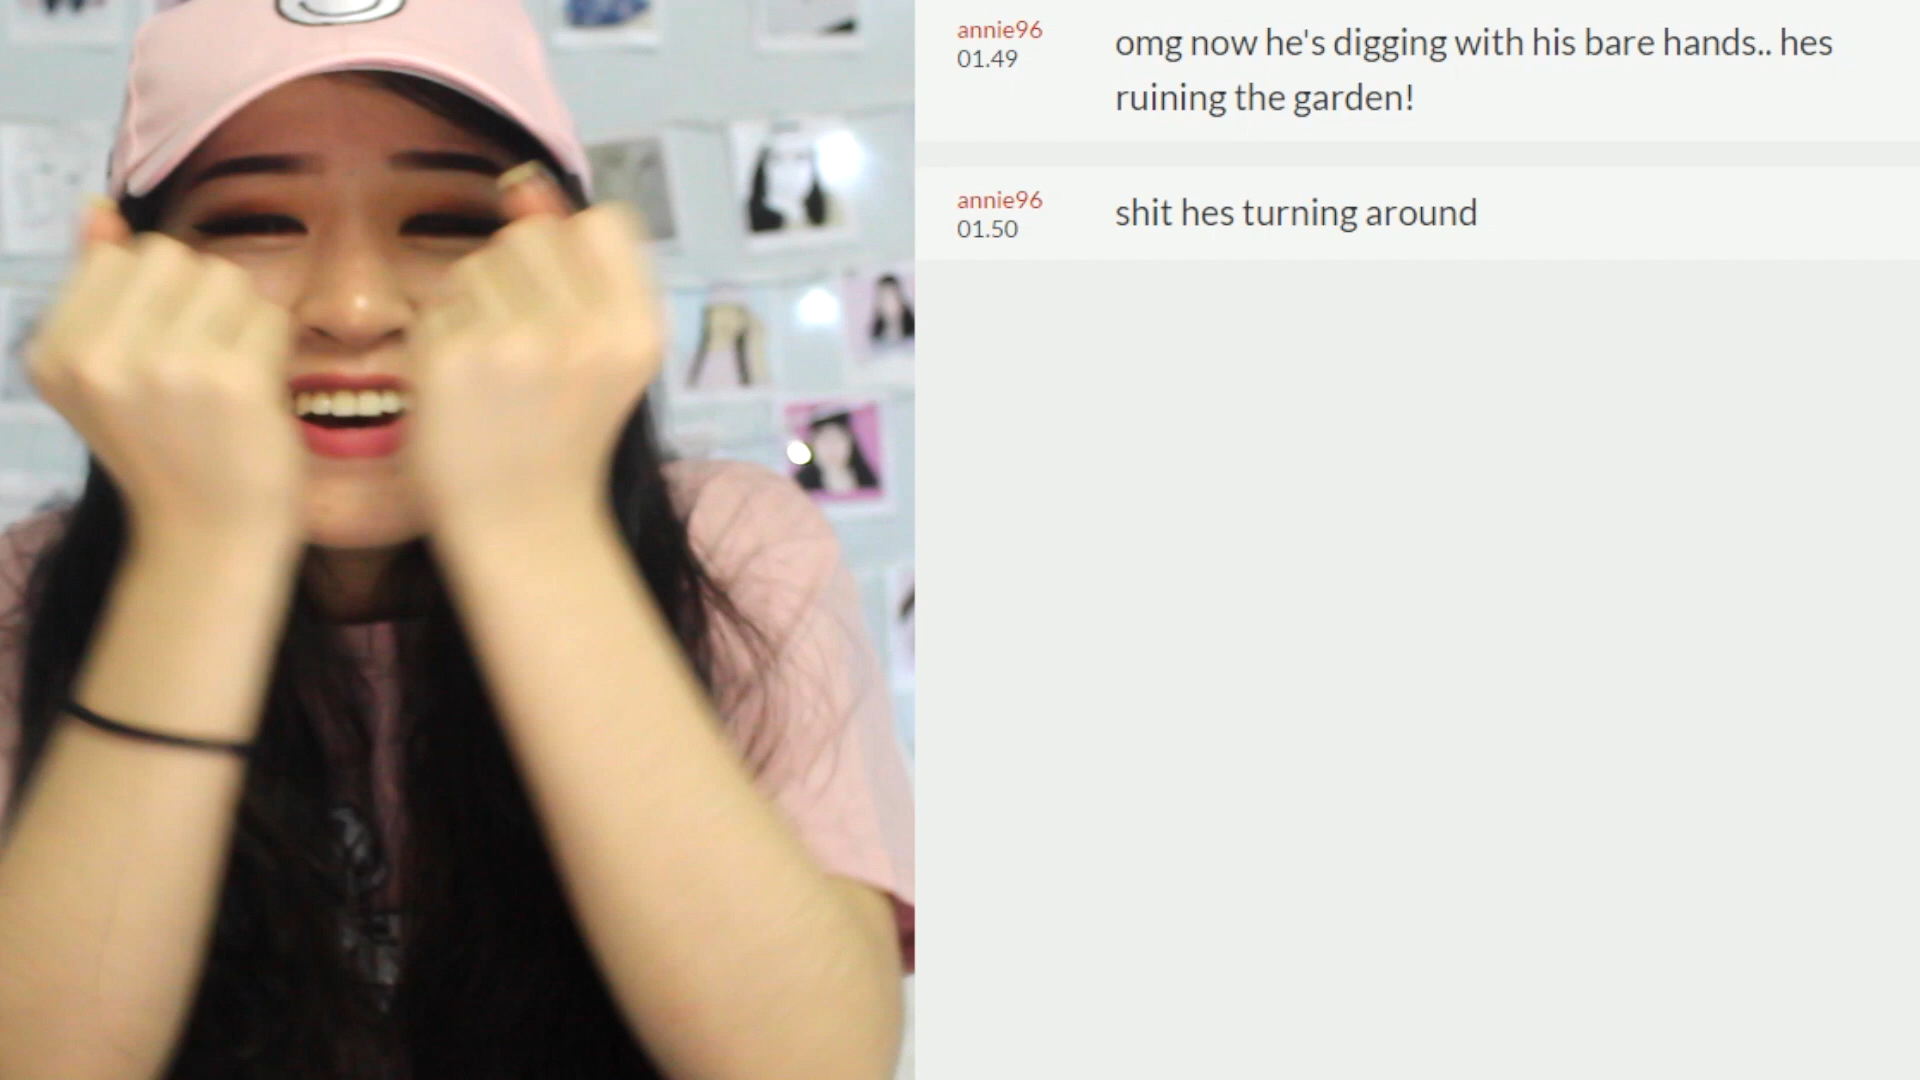 annie96
01.49
omg now he's digging with his bare hands.. hes
ruining the garden!
annie96
01.50
shit hes turning around